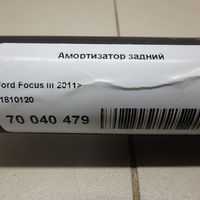 Амортизатор задний
Ford Focus III 2011>
1810120
70 040 479